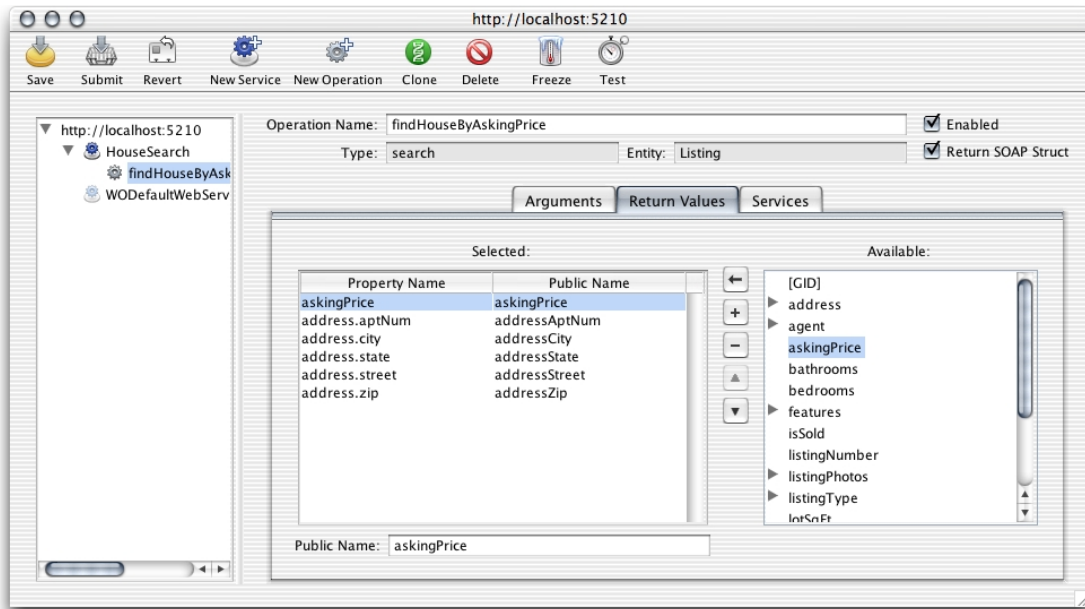 http://localhost:5210
Save Submit Revert New Service New Operation Clone Delete Freeze Test
http://localhost:5210
HouseSearch
findHouseByAsk
WODefaultWebServ
Operation Name: findHouseByAskingPrice Enabled
Type: search Entity: Listing Return SOAP Struct
Arguments Return Values Services
Selected: Available:
Property Name Public Name
askingPrice askingPrice
address.aptNum addressAptNum
address.city addressCity
address.state addressState
address.street addressStreet
address.zip addressZip
[GID]
address
agent
askingPrice
bathrooms
bedrooms
features
isSold
listingNumber
listingPhotos
listingType
lotSqFt
Public Name: askingPrice